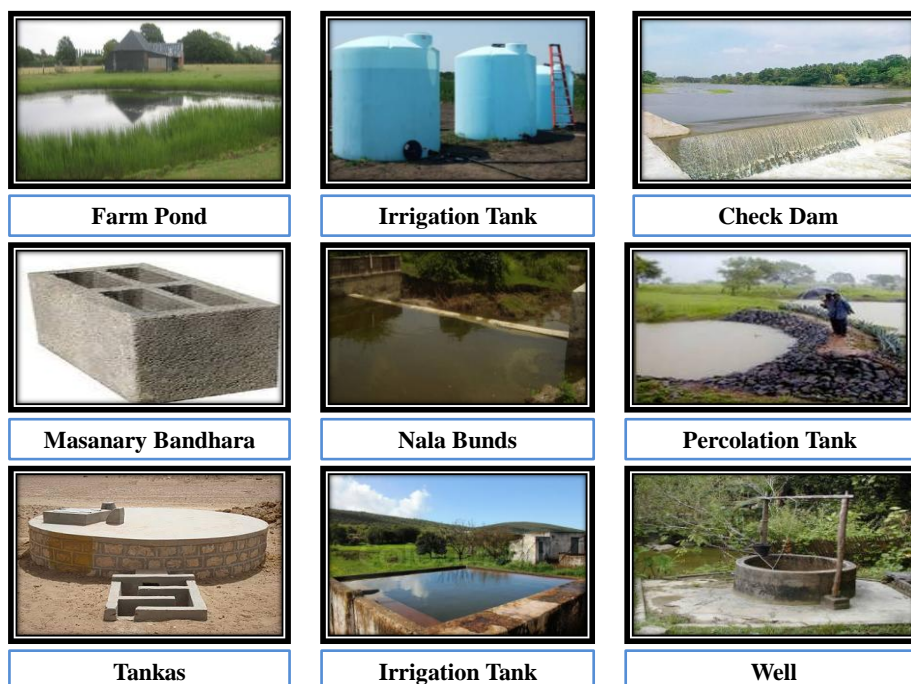 Farm Pond
Irrigation Tank
Check Dam
Masanary Bandhara
Nala Bunds
Percolation Tank
Tankas
Irrigation Tank
Well